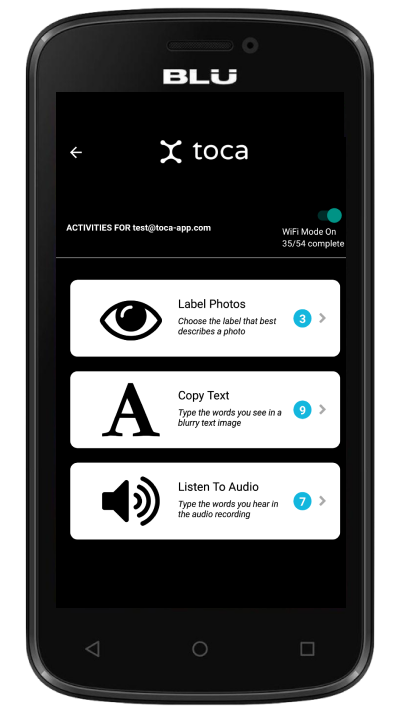 BLU
toca
ACTIVITIES FOR test@toca-app.com
WiFi Mode On
35/54 complete
Label Photos
Choose the label that best
describes a photo
3
Copy Text
Type the words you see in a
blurry text image
9
A
Listen To Audio
Type the words you hear in
the audio recording
7